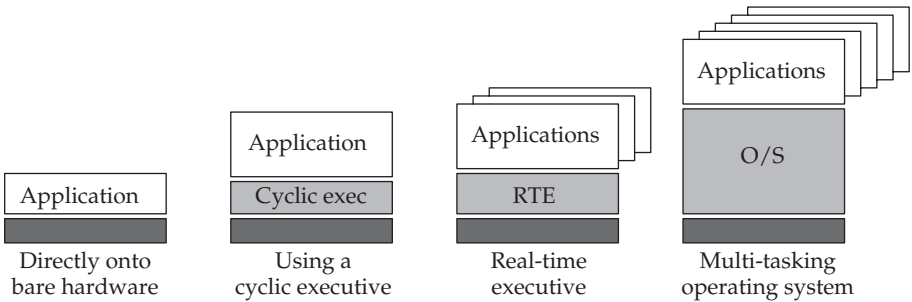 Application
Directly onto
bare hardware
Application
Cyclic exec
Using a
cyclic executive
Applications
RTE
Real-time
executive
Applications
O/S
Multi-tasking
operating system